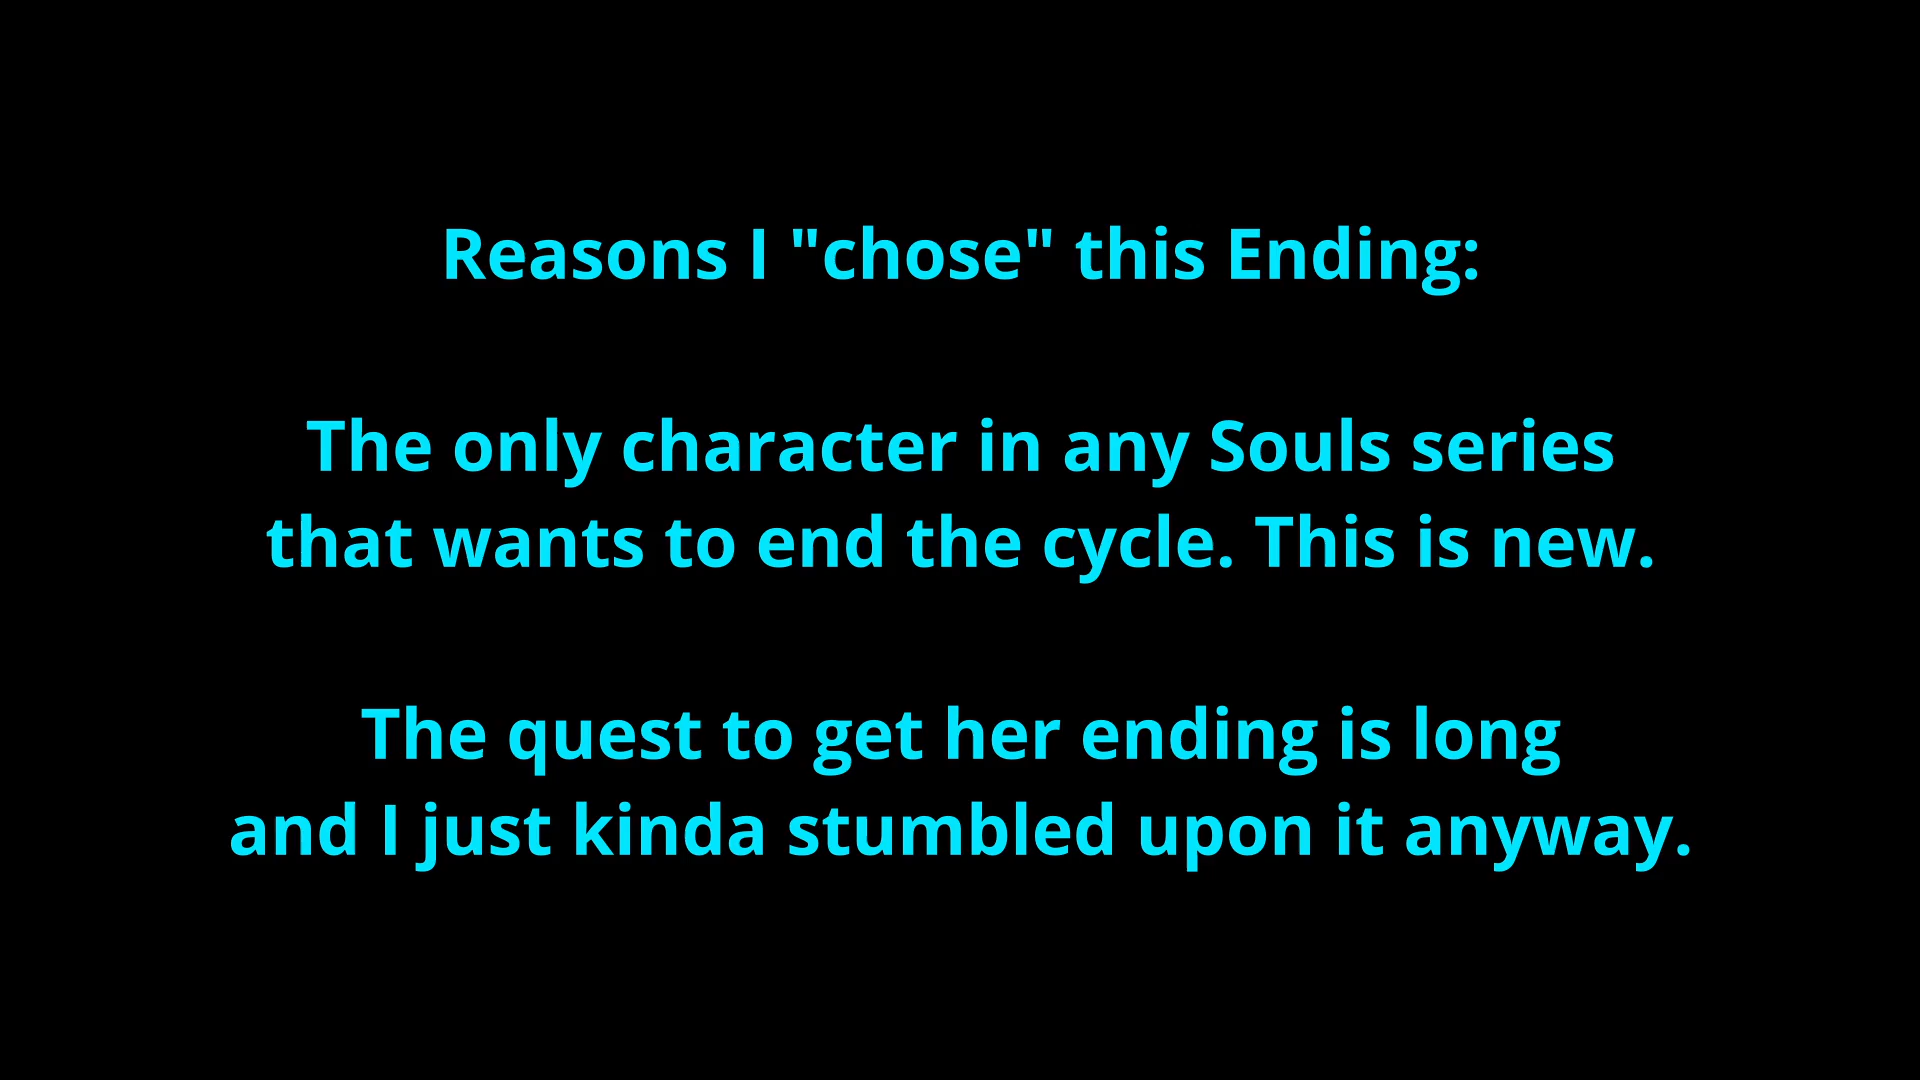 Reasons I "chose" this Ending:
The only character in any Souls series
that wants to end the cycle. This is new.
The quest to get her ending is long
and I just kinda stumbled upon it anyway.